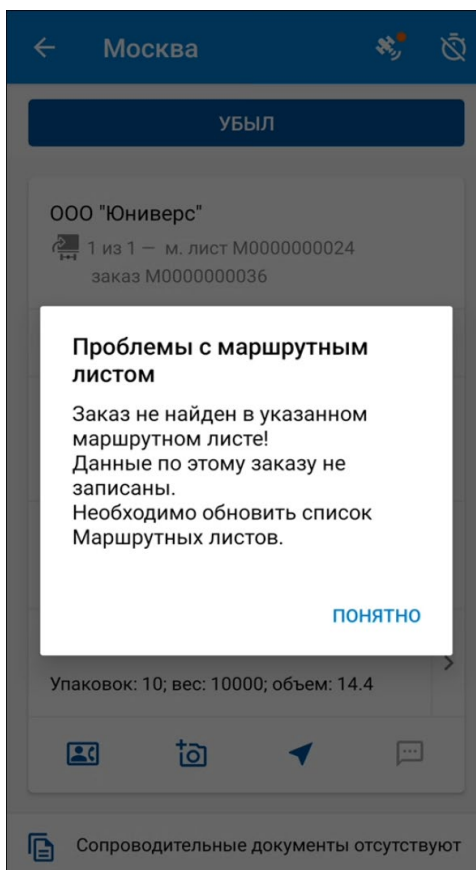 Москва
УБЫЛ
ООО "Юниверс"
1 из 1 — м. лист М0000000024
заказ М0000000036
Проблемы с маршрутным
листом
Заказ не найден в указанном
маршрутном листе!
Данные по этому заказу не
записаны.
Необходимо обновить список
Маршрутных листов.
ПОНЯТНО
Упаковок: 10; вес: 10000; объем: 14.4
Сопроводительные документы отсутствуют